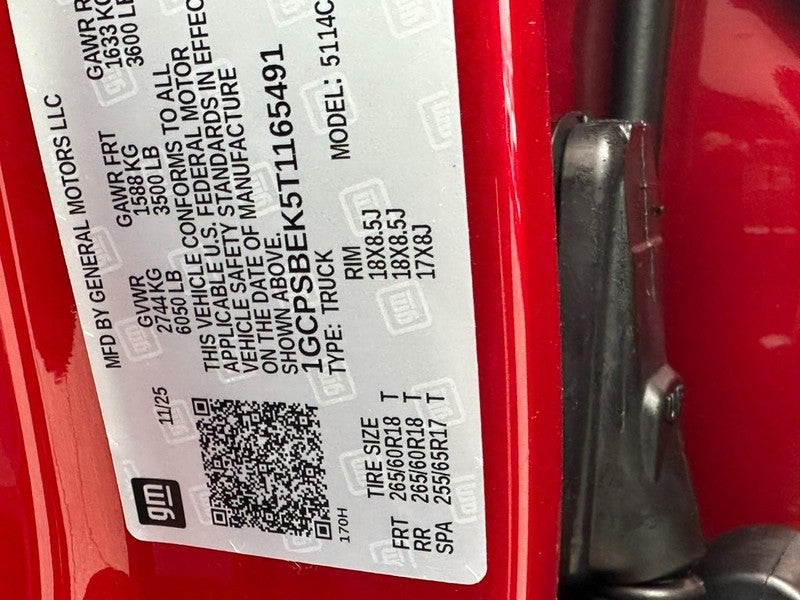 gm
11/25
MFD BY GENERAL MOTORS LLC
GVWR GAWR FRT GAWR R
2744 KG 1588 KG 1633 KG
6050 LB 3500 LB 3600 LB
THIS VEHICLE CONFORMS TO ALL
APPLICABLE U.S. FEDERAL MOTOR
VEHICLE SAFETY STANDARDS IN EFFEC
ON THE DATE OF MANUFACTURE
SHOWN ABOVE.
1GCPSBEK5T1165491
TYPE: TRUCK MODEL: 5114C
170H
TIRE SIZE RIM
FRT 265/60R18 T 18X8.5J
RR 265/60R18 T 18X8.5J
SPA 255/65R17 T 17X8J